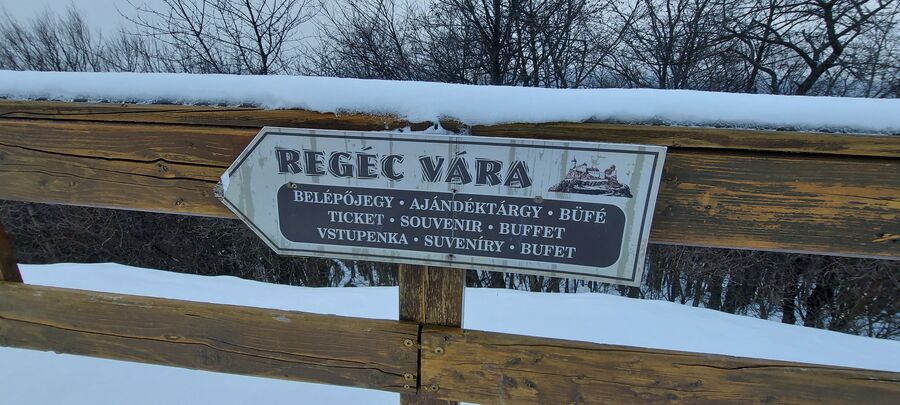 REGÉC VÁRA
BELÉPŐJEGY • AJÁNDÉKTÁRGY • BÜFÉ
TICKET • SOUVENIR • BUFFET
VSTUPENKA • SUVENÍRY • BUFET